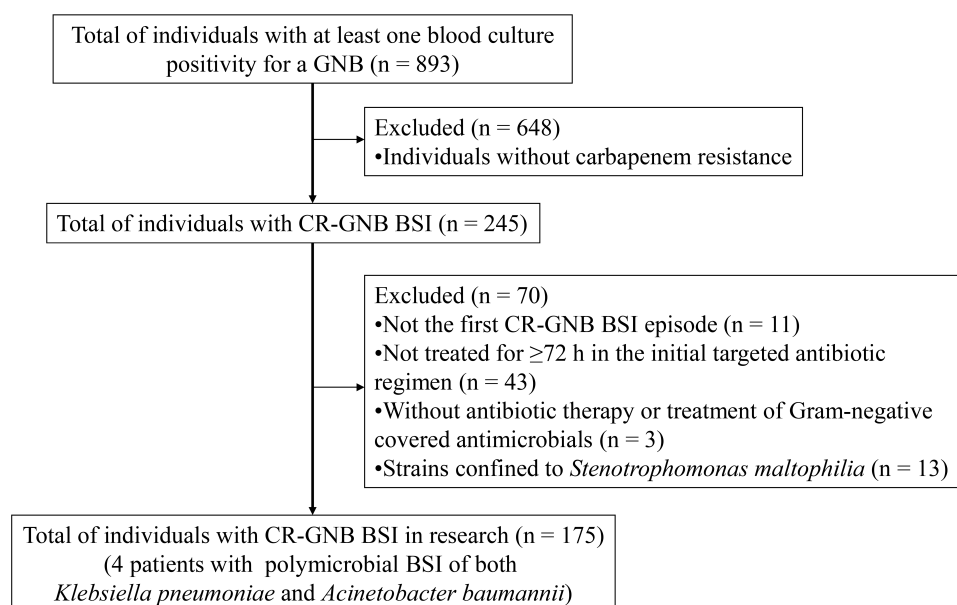 Total of individuals with at least one blood culture
positivity for a GNB (n = 893)
Excluded (n = 648)
•Individuals without carbapenem resistance
Total of individuals with CR-GNB BSI (n = 245)
Excluded (n = 70)
•Not the first CR-GNB BSI episode (n = 11)
•Not treated for ≥72 h in the initial targeted antibiotic
regimen (n = 43)
•Without antibiotic therapy or treatment of Gram-negative
covered antimicrobials (n = 3)
•Strains confined to Stenotrophomonas maltophilia (n = 13)
Total of individuals with CR-GNB BSI in research (n = 175)
(4 patients with polymicrobial BSI of both
Klebsiella pneumoniae and Acinetobacter baumannii)